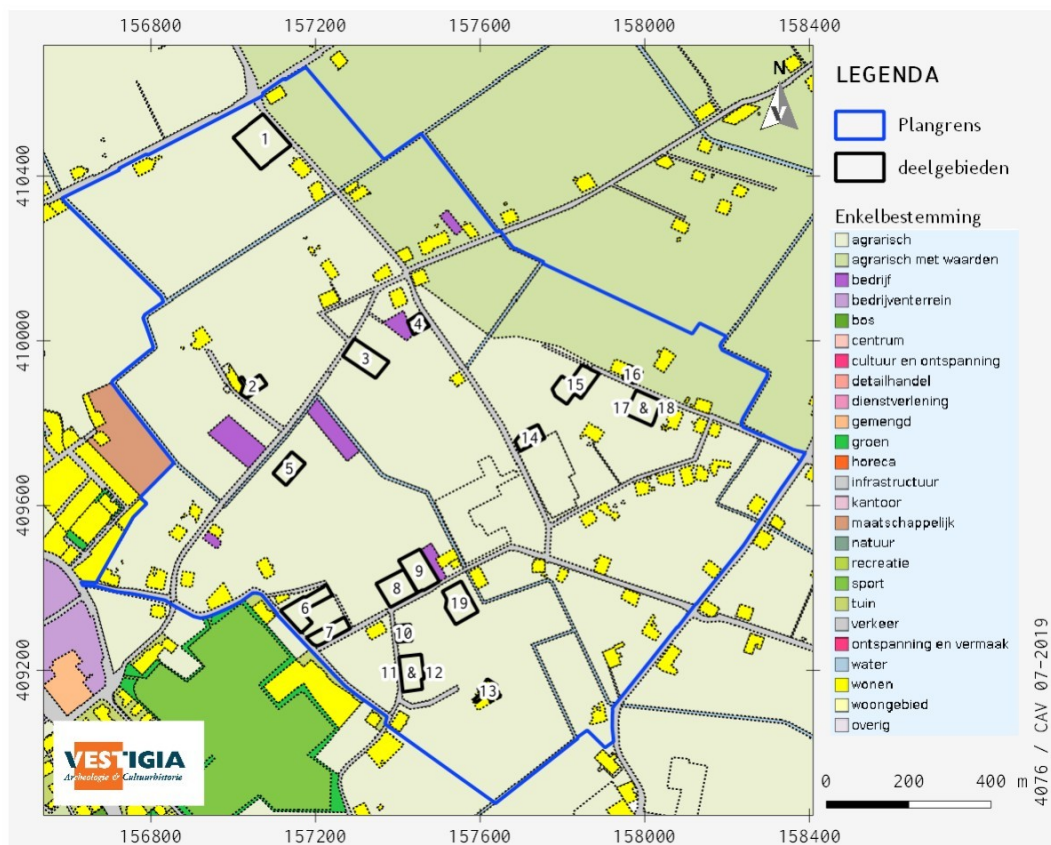 156800 157200 157600 158000 158400
410400
410000
409600
409200
N
1
2
3
4
5
6
7
8
9
10
11 & 12
13
14
15
16
17 & 18
19
LEGENDA
Plangrens
deelgebieden
Enkelbestemming
agrarisch
agrarisch met waarden
bedrijf
bedrijventerrein
bos
centrum
cultuur en ontspanning
detailhandel
dienstverlening
gemengd
groen
horeca
infrastructuur
kantoor
maatschappelijk
natuur
recreatie
sport
tuin
verkeer
ontspanning en vermaak
water
wonen
woongebied
overig
0 200 400 m
4076 / CAV 07-2019
VESTIGIA
Archeologie & Cultuurhistorie
156800 157200 157600 158000 158400